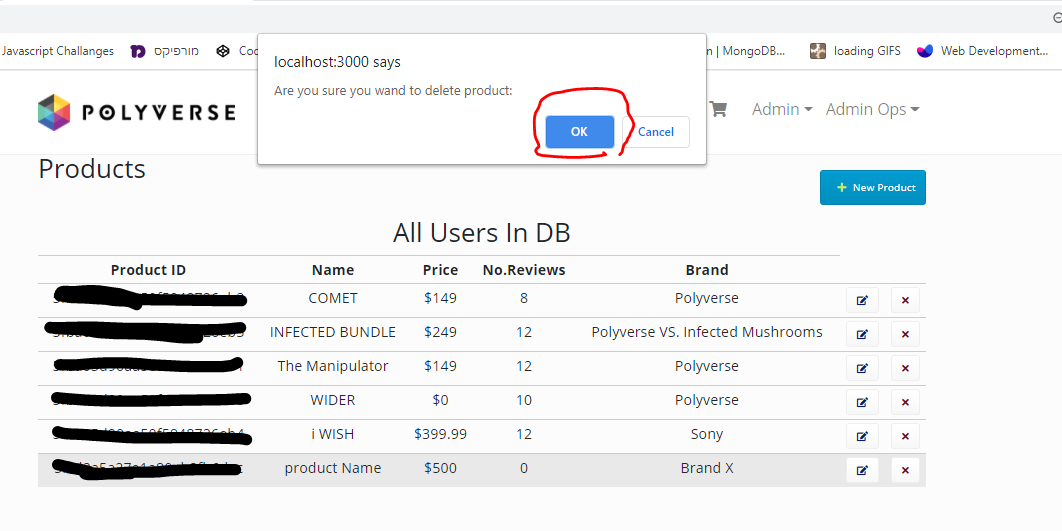 Javascript Challanges
מורפיקס
MongoDB...
loading GIFS
Web Development...
localhost:3000 says
Are you sure you wand to delete product:
OK
Cancel
POLYVERSE
Admin
Admin Ops
Products
+ New Product
All Users In DB
Product ID Name Price No.Reviews Brand
COMET $149 8 Polyverse
INFECTED BUNDLE $249 12 Polyverse VS. Infected Mushrooms
The Manipulator $149 12 Polyverse
WIDER $0 10 Polyverse
i WISH $399.99 12 Sony
product Name $500 0 Brand X